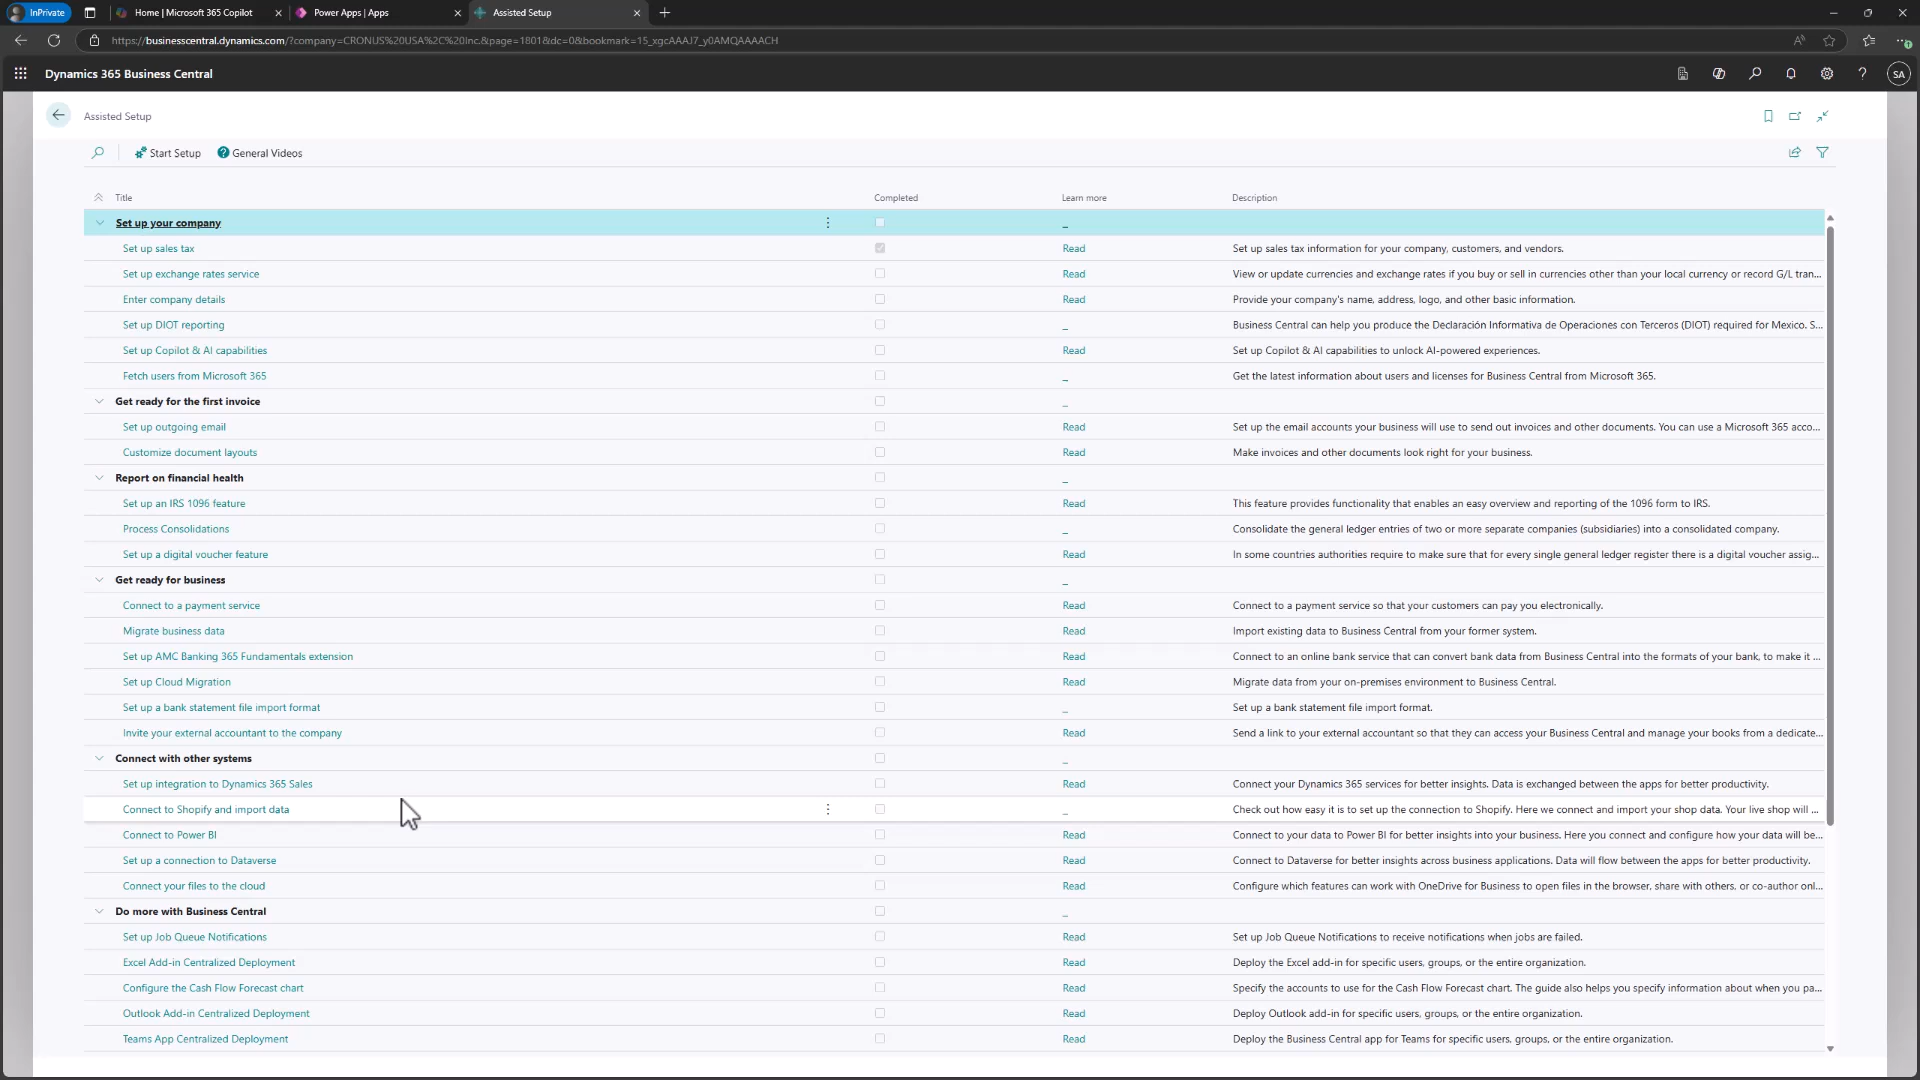 InPrivate
Home | Microsoft 365 Copilot
Power Apps | Apps
Assisted Setup
https://businesscentral.dynamics.com/?company=CRONUS%20USA%2C%20Inc.&page=1801&dc=0&bookmark=15_xgcAAAJ7_y0AMQAAAACH
Dynamics 365 Business Central
SA
Assisted Setup
Start Setup
General Videos
Title Completed Learn more Description
Set up your company _
Set up sales tax Read Set up sales tax information for your company, customers, and vendors.
Set up exchange rates service Read View or update currencies and exchange rates if you buy or sell in currencies other than your local currency or record G/L tran...
Enter company details Read Provide your company's name, address, logo, and other basic information.
Set up DIOT reporting _ Business Central can help you produce the Declaración Informativa de Operaciones con Terceros (DIOT) required for Mexico. S...
Set up Copilot & AI capabilities Read Set up Copilot & AI capabilities to unlock AI-powered experiences.
Fetch users from Microsoft 365 _ Get the latest information about users and licenses for Business Central from Microsoft 365.
Get ready for the first invoice _
Set up outgoing email Read Set up the email accounts your business will use to send out invoices and other documents. You can use a Microsoft 365 acco...
Customize document layouts Read Make invoices and other documents look right for your business.
Report on financial health _
Set up an IRS 1096 feature Read This feature provides functionality that enables an easy overview and reporting of the 1096 form to IRS.
Process Consolidations _ Consolidate the general ledger entries of two or more separate companies (subsidiaries) into a consolidated company.
Set up a digital voucher feature Read In some countries authorities require to make sure that for every single general ledger register there is a digital voucher assig...
Get ready for business _
Connect to a payment service Read Connect to a payment service so that your customers can pay you electronically.
Migrate business data Read Import existing data to Business Central from your former system.
Set up AMC Banking 365 Fundamentals extension Read Connect to an online bank service that can convert bank data from Business Central into the formats of your bank, to make it ...
Set up Cloud Migration Read Migrate data from your on-premises environment to Business Central.
Set up a bank statement file import format _ Set up a bank statement file import format.
Invite your external accountant to the company Read Send a link to your external accountant so that they can access your Business Central and manage your books from a dedicate...
Connect with other systems _
Set up integration to Dynamics 365 Sales Read Connect your Dynamics 365 services for better insights. Data is exchanged between the apps for better productivity.
Connect to Shopify and import data _ Check out how easy it is to set up the connection to Shopify. Here we connect and import your shop data. Your live shop will ...
Connect to Power BI Read Connect to your data to Power BI for better insights into your business. Here you connect and configure how your data will be...
Set up a connection to Dataverse Read Connect to Dataverse for better insights across business applications. Data will flow between the apps for better productivity.
Connect your files to the cloud Read Configure which features can work with OneDrive for Business to open files in the browser, share with others, or co-author onl...
Do more with Business Central _
Set up Job Queue Notifications Read Set up Job Queue Notifications to receive notifications when jobs are failed.
Excel Add-in Centralized Deployment Read Deploy the Excel add-in for specific users, groups, or the entire organization.
Configure the Cash Flow Forecast chart Read Specify the accounts to use for the Cash Flow Forecast chart. The guide also helps you specify information about when you pa...
Outlook Add-in Centralized Deployment Read Deploy Outlook add-in for specific users, groups, or the entire organization.
Teams App Centralized Deployment Read Deploy the Business Central app for Teams for specific users, groups, or the entire organization.